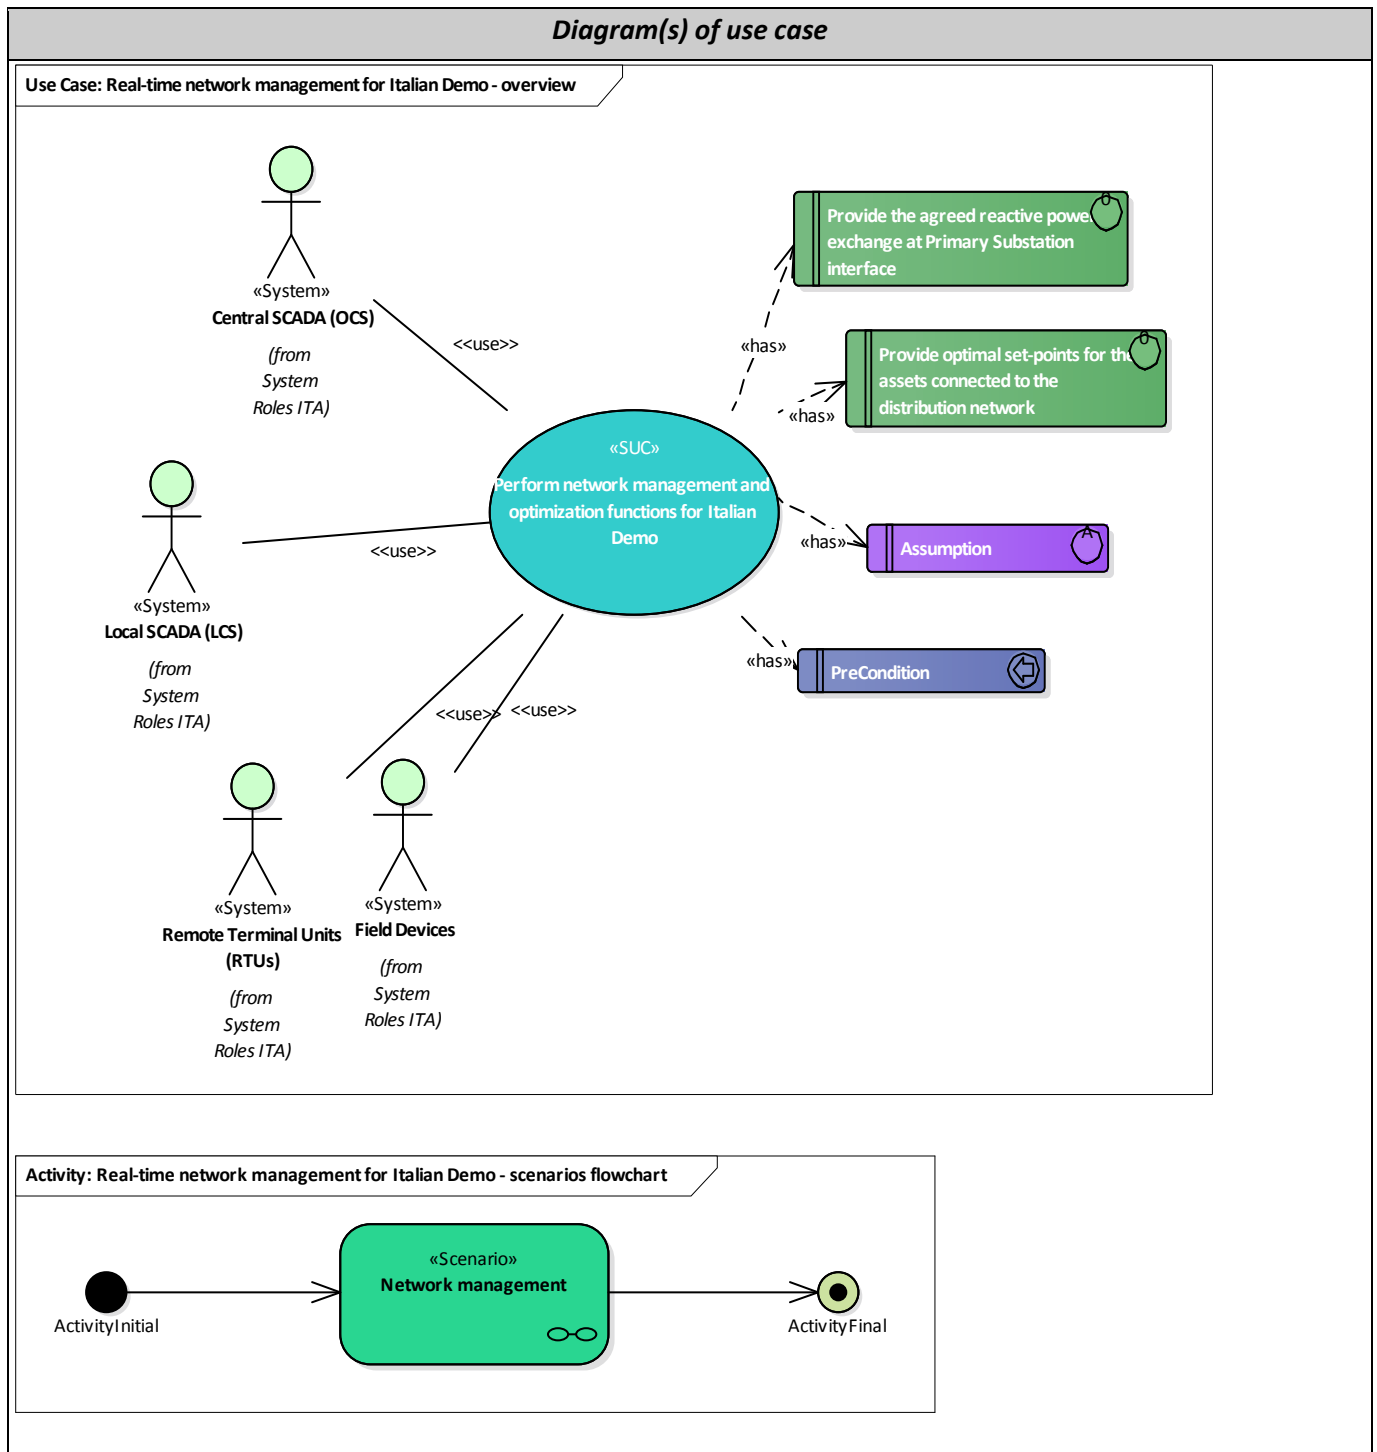 Diagram(s) of use case
Use Case: Real-time network management for Italian Demo - overview
«System»
Central SCADA (OCS)
(from
System
Roles ITA)
<<use>>
Provide the agreed reactive power
exchange at Primary Substation
interface
O
«has»
Provide optimal set-points for the
assets connected to the
distribution network
O
«has»
«SUC»
Perform network management and
optimization functions for Italian
Demo
«System»
Local SCADA (LCS)
(from
System
Roles ITA)
<<use>>
«has»
Assumption
A
«has»
PreCondition
<<use>>
<<use>>
«System»
Remote Terminal Units
(RTUs)
(from
System
Roles ITA)
«System»
Field Devices
(from
System
Roles ITA)
Activity: Real-time network management for Italian Demo - scenarios flowchart
ActivityInitial
«Scenario»
Network management
ActivityFinal